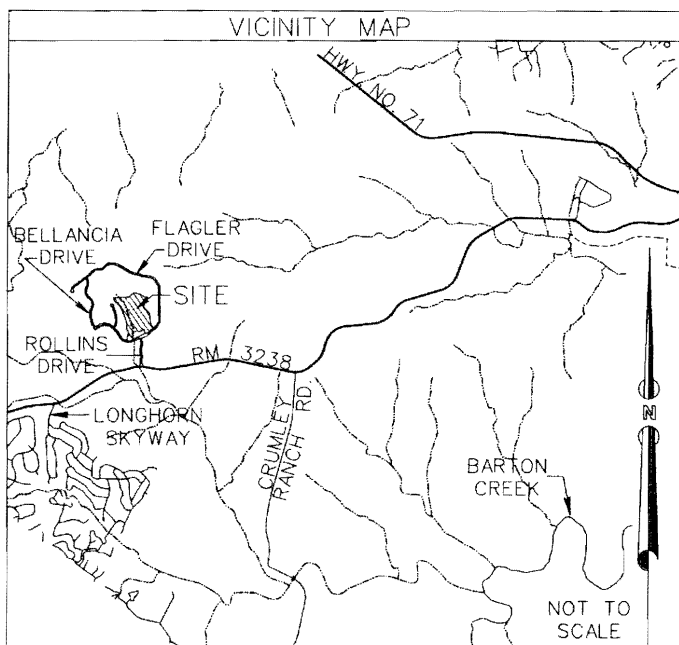 VICINITY MAP
HWY. NO. 71
BELLANCIA
DRIVE
FLAGLER
DRIVE
SITE
ROLLINS
DRIVE
RM 3238
LONGHORN
SKYWAY
CRUMLEY
RANCH RD.
BARTON
CREEK
N
NOT TO
SCALE